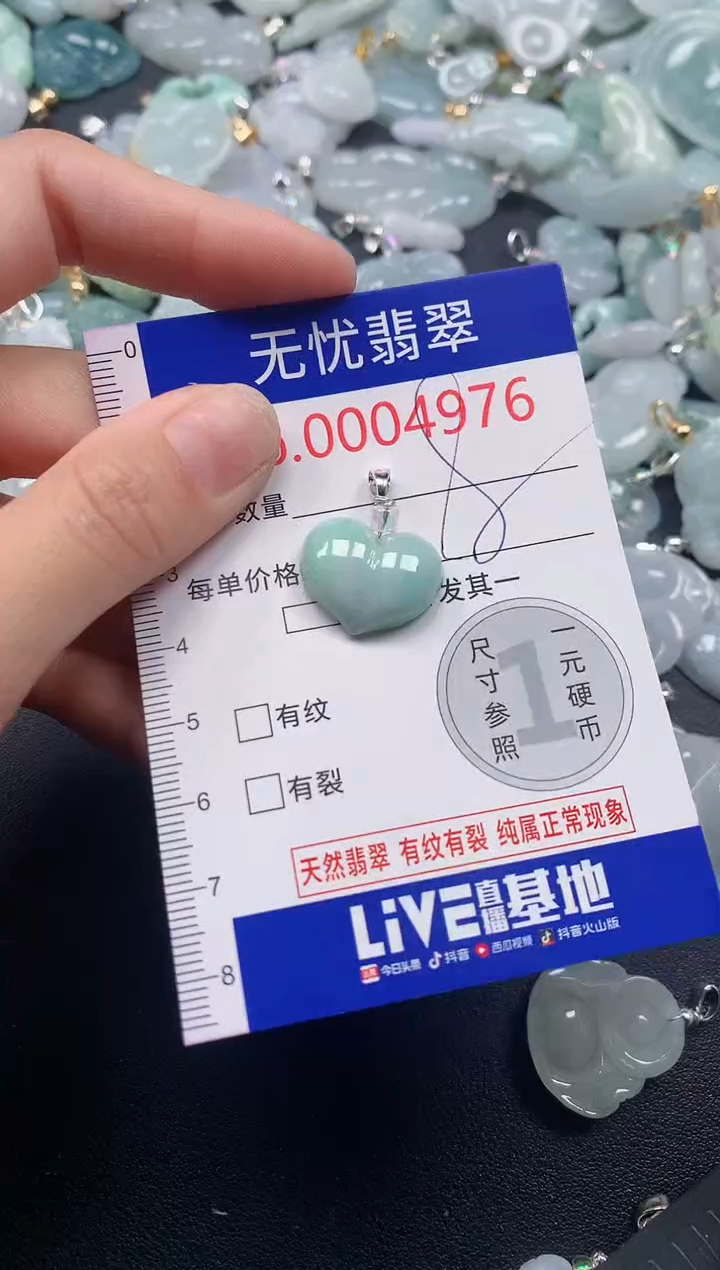 0
无忧翡翠
.0004976
数量
3
每单价格 发其一
4
尺寸参照 1 一元硬币
5
有纹
6
有裂
天然翡翠 有纹有裂 纯属正常现象
7
LIVE直播基地
8
今日头条 抖音 西瓜视频 抖音火山版